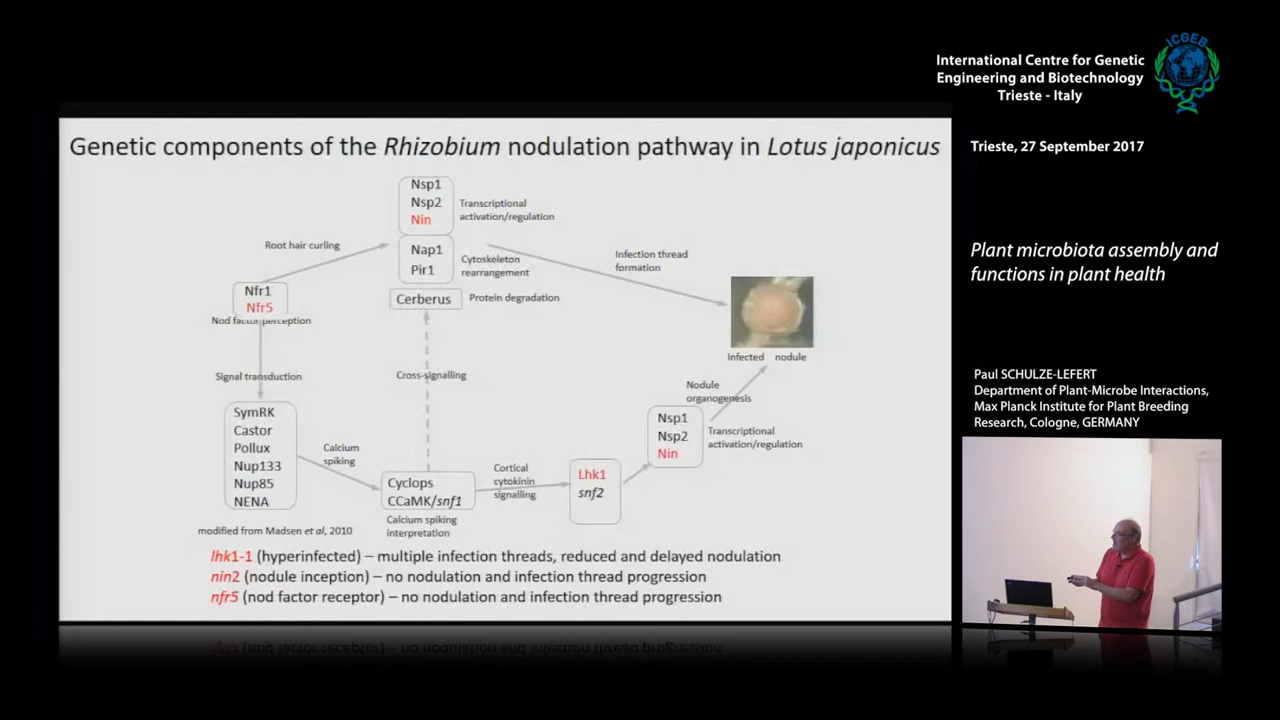 ICGEB
International Centre for Genetic
Engineering and Biotechnology
Trieste - Italy
Trieste, 27 September 2017
Plant microbiota assembly and
functions in plant health
Paul SCHULZE-LEFERT
Department of Plant-Microbe Interactions,
Max Planck Institute for Plant Breeding
Research, Cologne, GERMANY
Genetic components of the Rhizobium nodulation pathway in Lotus japonicus
Nsp1
Nsp2
Nin
Transcriptional
activation/regulation
Root hair curling
Nap1
Pir1
Cytoskeleton
rearrangement
Infection thread
formation
Nfr1
Nfr5
Nod factor perception
Cerberus
Protein degradation
Infected nodule
Signal transduction
Cross-signalling
Nodule
organogenesis
SymRK
Castor
Pollux
Nup133
Nup85
NENA
Calcium
spiking
Cyclops
CCaMK/snf1
Calcium spiking
interpretation
Cortical
cytokinin
signalling
Lhk1
snf2
Nsp1
Nsp2
Nin
Transcriptional
activation/regulation
modified from Madsen et al, 2010
lhk1-1 (hyperinfected) – multiple infection threads, reduced and delayed nodulation
nin2 (nodule inception) – no nodulation and infection thread progression
nfr5 (nod factor receptor) – no nodulation and infection thread progression